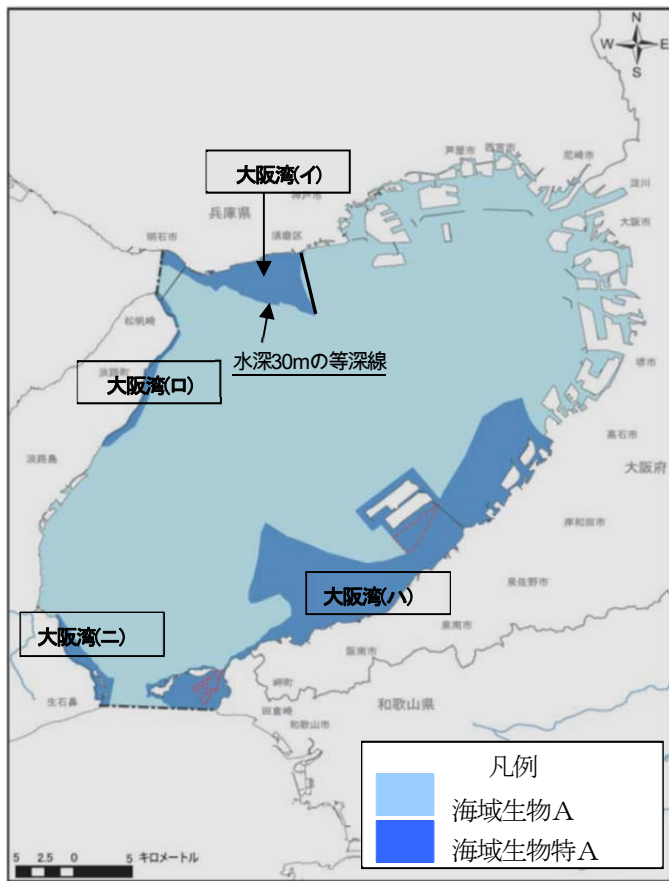 N
W E
S
芦屋市
西宮市
尼崎市
淀川
大阪湾(イ)
神戸市
兵庫県
大阪市
明石市
須磨区
松帆崎
水深30mの等深線
堺市
淡路町
大阪湾(ロ)
高石市
淡路島
大阪府
岸和田市
泉佐野市
大阪湾(ハ)
泉南市
大阪湾(ニ)
阪南市
岬町
生石鼻
田倉崎
和歌山県
和歌山市
凡例
海域生物A
海域生物特A
5 2.5 0 5 キロメートル